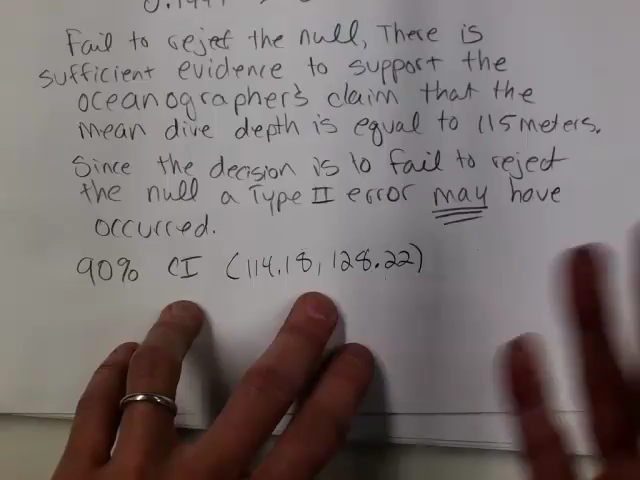 Fail to reject the null, There is
sufficient evidence to support the
oceanographer's claim that the
mean dive depth is equal to 115 meters.
Since the decision is to fail to reject
the null a Type II error may have
occurred.
90% CI (114.18, 128.22)